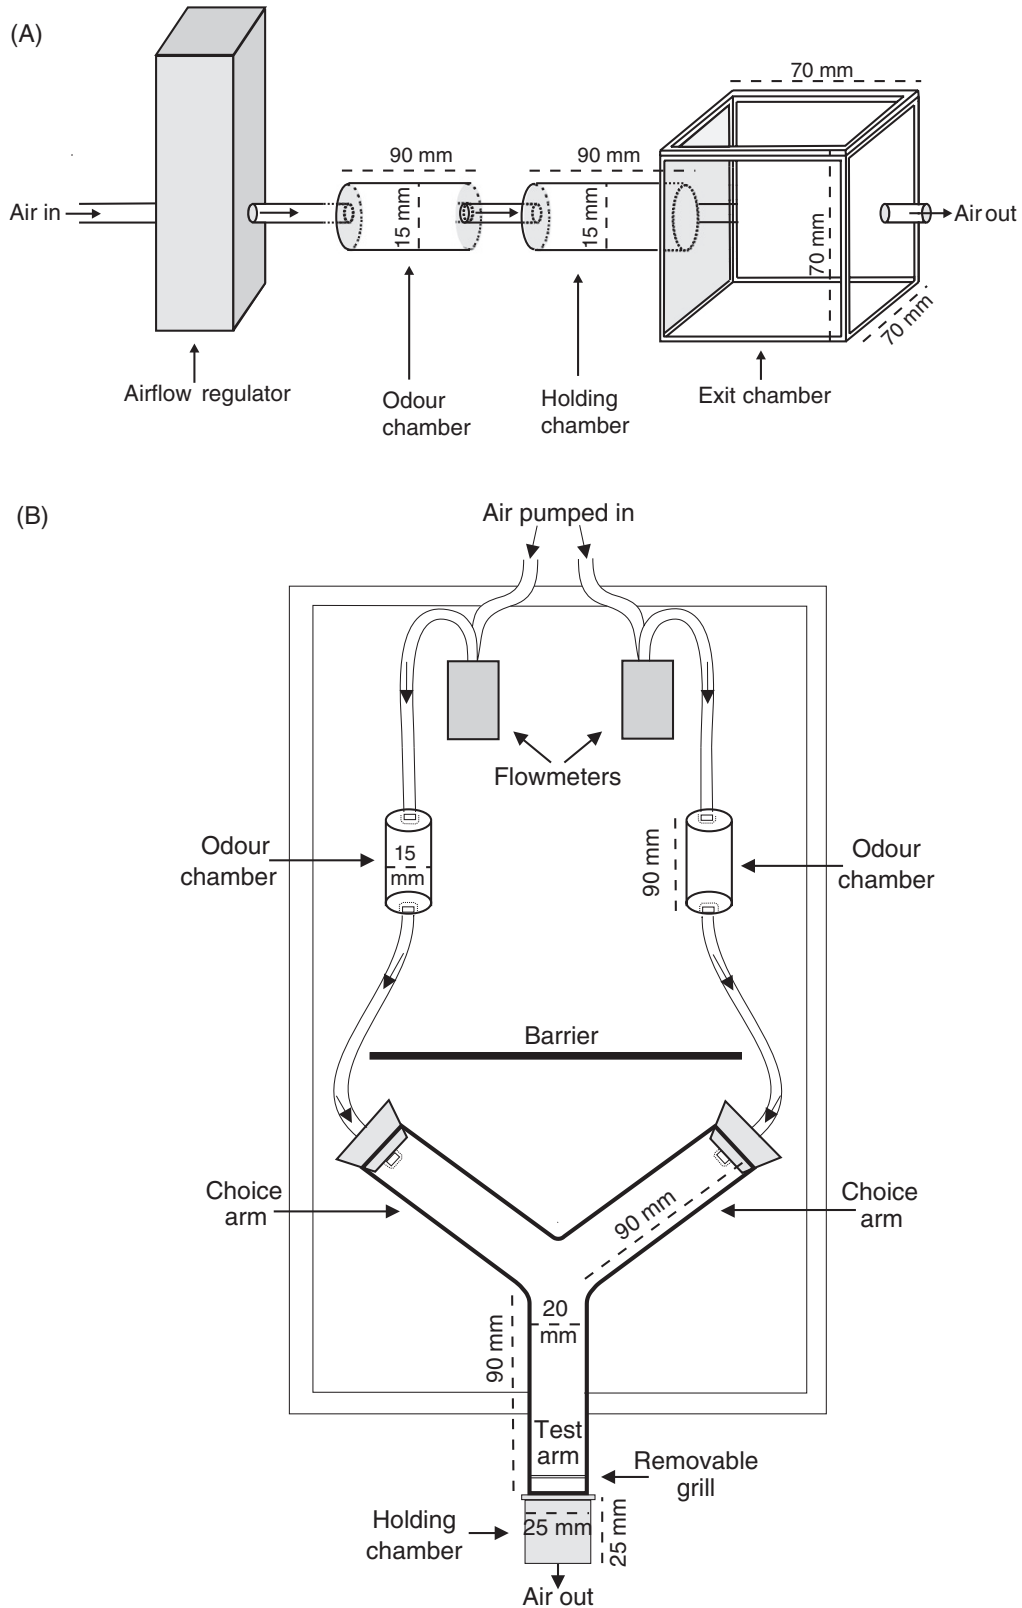 (A)
70 mm
90 mm
90 mm
Air in
15 mm
15 mm
70 mm
Air out
70 mm
Airflow regulator
Odour
chamber
Holding
chamber
Exit chamber
(B)
Air pumped in
Flowmeters
Odour
chamber
15
mm
90 mm
Odour
chamber
Barrier
Choice
arm
90 mm
Choice
arm
20
mm
90 mm
Test
arm
Removable
grill
Holding
chamber
25 mm
25 mm
Air out